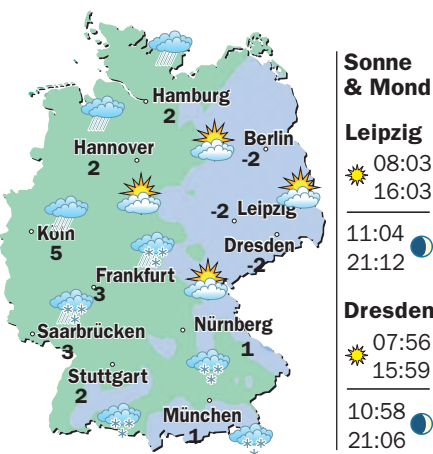 Hamburg
2
Hannover
2
Berlin
-2
-2 Leipzig
Köln
5
Dresden
-2
Frankfurt
3
Saarbrücken
3
Nürnberg
1
Stuttgart
2
München
1
Sonne
& Mond
Leipzig
08:03
16:03
11:04
21:12
Dresden
07:56
15:59
10:58
21:06